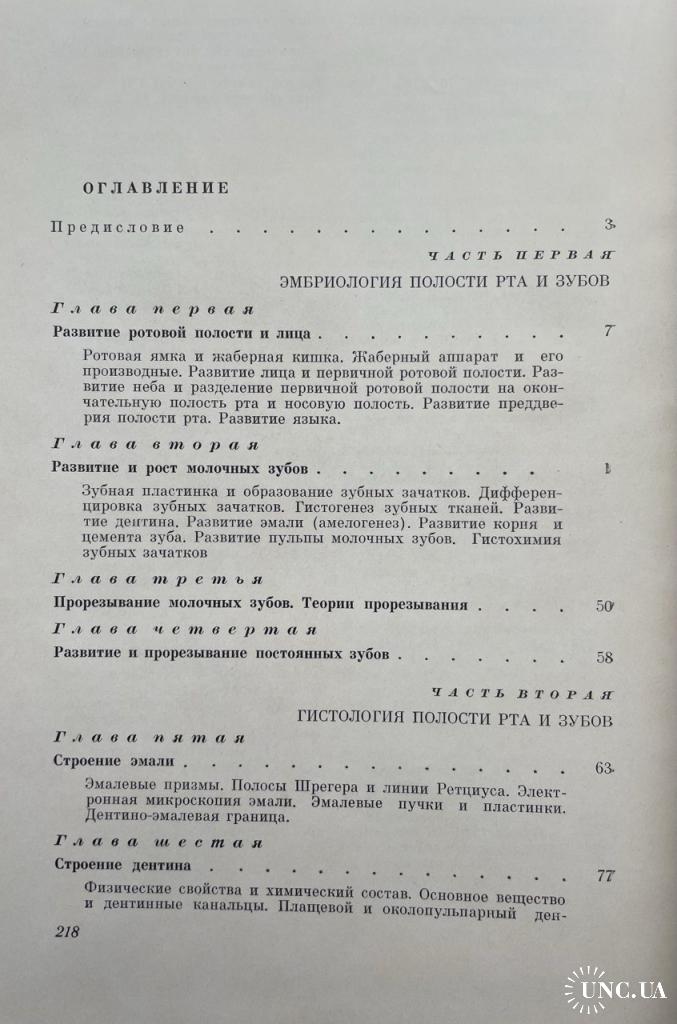 ОГЛАВЛЕНИЕ
Предисловие . . . . . . . . . . . . . . 3
ЧАСТЬ ПЕРВАЯ
ЭМБРИОЛОГИЯ ПОЛОСТИ РТА И ЗУБОВ
Глава первая
Развитие ротовой полости и лица . . . . . . . . . 7
Ротовая ямка и жаберная кишка. Жаберный аппарат и его
производные. Развитие лица и первичной ротовой полости. Раз-
витие неба и разделение первичной ротовой полости на окон-
чательную полость рта и носовую полость. Развитие преддве-
рия полости рта. Развитие языка.
Глава вторая
Развитие и рост молочных зубов . . . . . . . . .
Зубная пластинка и образование зубных зачатков. Дифферен-
цировка зубных зачатков. Гистогенез зубных тканей. Разви-
тие дентина. Развитие эмали (амелогенез). Развитие корня и
цемента зуба. Развитие пульпы молочных зубов. Гистохимия
зубных зачатков
Глава третья
Прорезывание молочных зубов. Теории прорезывания . . . . 50
Глава четвертая
Развитие и прорезывание постоянных зубов . . . . . . . 58
ЧАСТЬ ВТОРАЯ
ГИСТОЛОГИЯ ПОЛОСТИ РТА И ЗУБОВ
Глава пятая
Строение эмали . . . . . . . . . . . . . . . 63
Эмалевые призмы. Полосы Шрегера и линии Ретциуса. Элект-
ронная микроскопия эмали. Эмалевые пучки и пластинки.
Дентино-эмалевая граница.
Глава шестая
Строение дентина . . . . . . . . . . . . . . 77
Физические свойства и химический состав. Основное вещество
и дентинные канальцы. Плащевой и околопульпарный ден-
218
UNC.UA